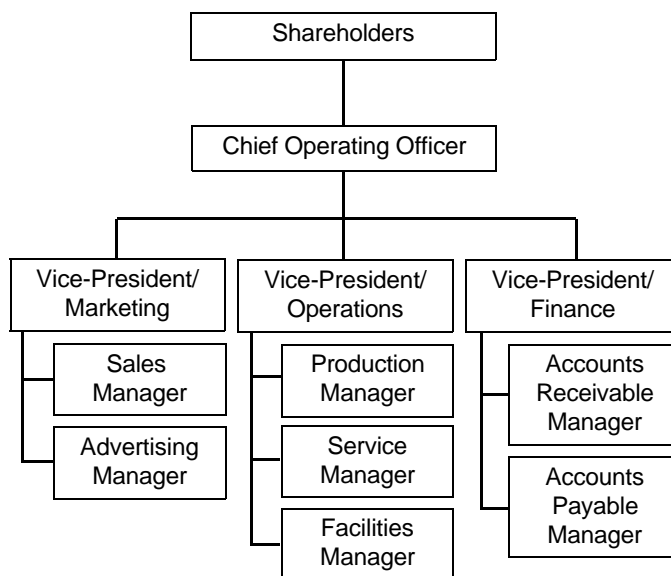 Shareholders
Chief Operating Officer
Vice-President/
Marketing
Sales
Manager
Advertising
Manager
Vice-President/
Operations
Production
Manager
Service
Manager
Facilities
Manager
Vice-President/
Finance
Accounts
Receivable
Manager
Accounts
Payable
Manager